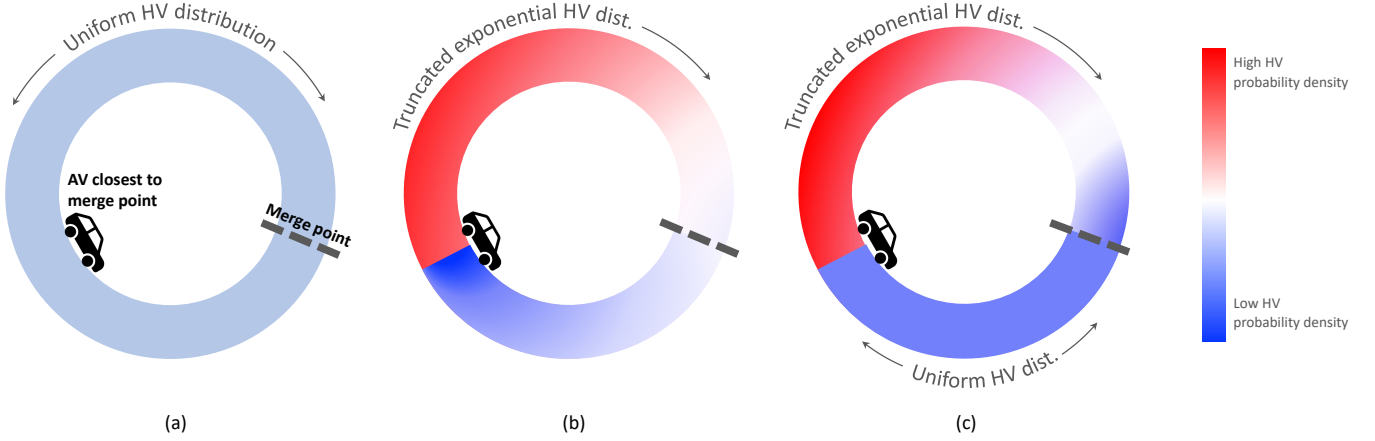 Uniform HV distribution
AV closest to
merge point
Merge point
(a)
Truncated exponential HV dist.
(b)
Truncated exponential HV dist.
Uniform HV dist.
(c)
High HV
probability density
Low HV
probability density